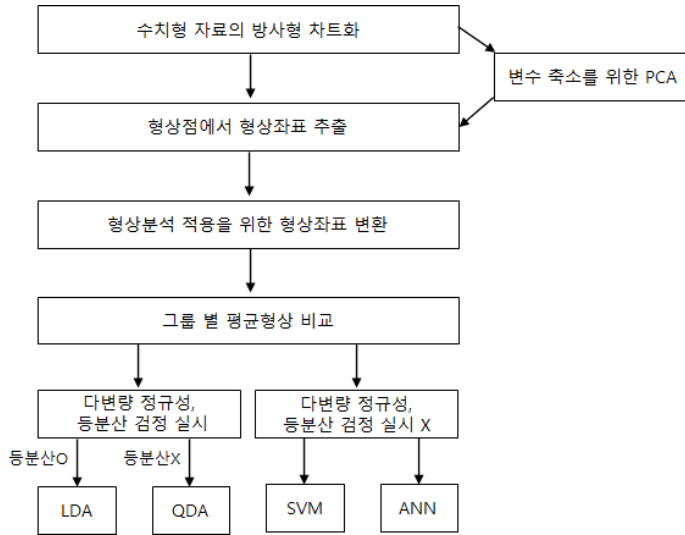 수치형 자료의 방사형 차트화
변수 축소를 위한 PCA
형상점에서 형상좌표 추출
형상분석 적용을 위한 형상좌표 변환
그룹 별 평균형상 비교
다변량 정규성,
등분산 검정 실시
다변량 정규성,
등분산 검정 실시 X
등분산O
등분산X
LDA
QDA
SVM
ANN